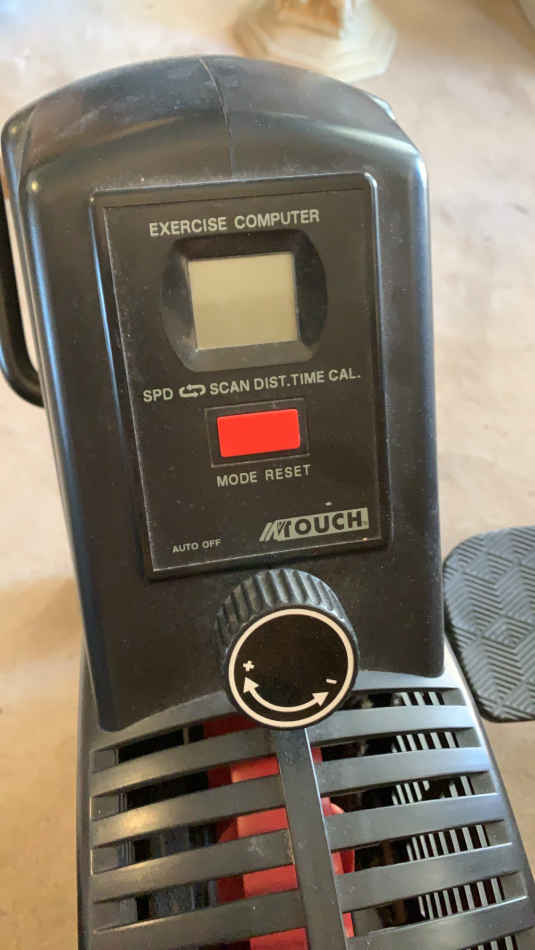 EXERCISE COMPUTER
SPD SCAN DIST.TIME CAL.
MODE RESET
AUTO OFF
TOUCH
+ -